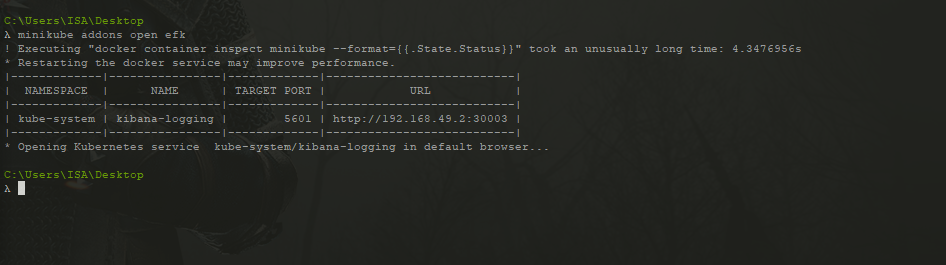 C:\Users\ISA\Desktop
λ minikube addons open efk
! Executing "docker container inspect minikube --format={{.State.Status}}" took an unusually long time: 4.3476956s
* Restarting the docker service may improve performance.
|-------------|-----------------|-------------|---------------------------|
| NAMESPACE | NAME | TARGET PORT | URL |
|-------------|-----------------|-------------|---------------------------|
| kube-system | kibana-logging | 5601 | http://192.168.49.2:30003 |
|-------------|-----------------|-------------|---------------------------|
* Opening Kubernetes service  kube-system/kibana-logging in default browser...
C:\Users\ISA\Desktop
λ